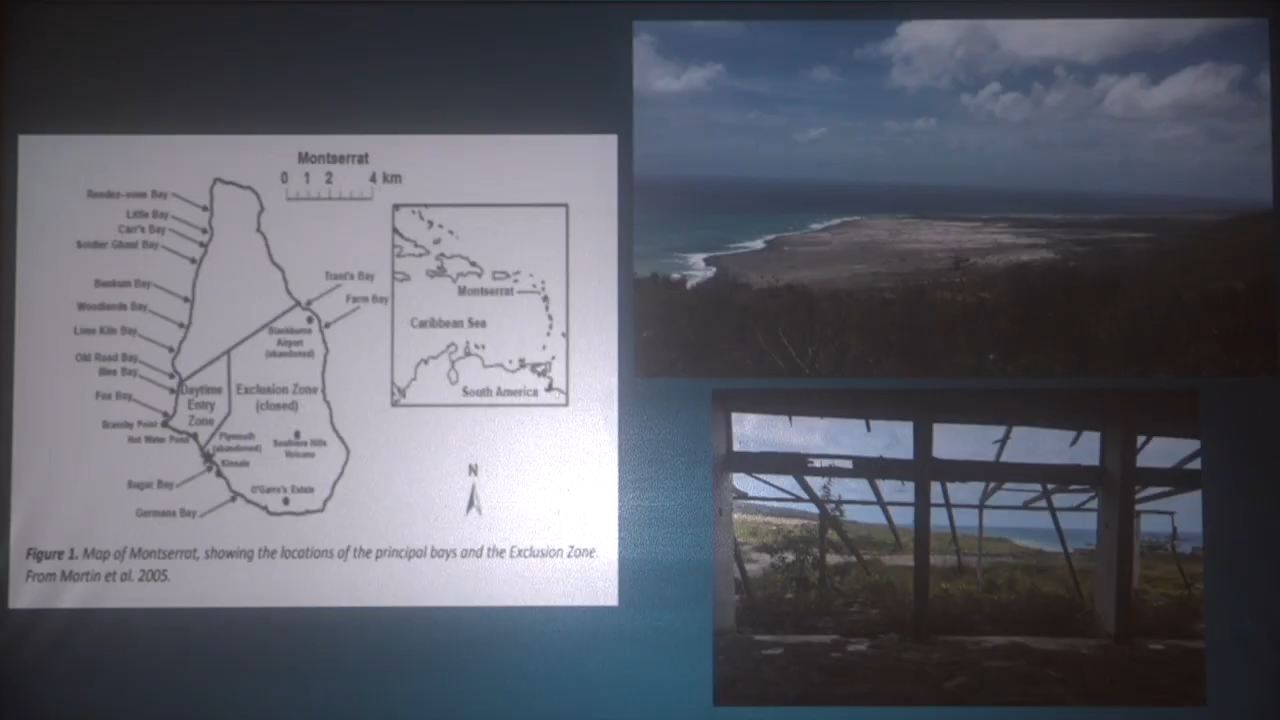 Montserrat
0 1 2 4 km
Rendez-vous Bay
Little Bay
Carr's Bay
Soldier Ghost Bay
Bunkum Bay
Woodlands Bay
Lime Kiln Bay
Old Road Bay
Isles Bay
Fox Bay
Bransby Point
Hot Water Pond
Sugar Bay
Germans Bay
Trant's Bay
Farm Bay
Blackburne
Airport
(abandoned)
Daytime
Entry
Zone
Exclusion Zone
(closed)
Plymouth
(abandoned)
Kinsale
Soufriere Hills
Volcano
O'Garro's Estate
Montserrat
Caribbean Sea
South America
N
Figure 1. Map of Montserrat, showing the locations of the principal bays and the Exclusion Zone.
From Martin et al. 2005.